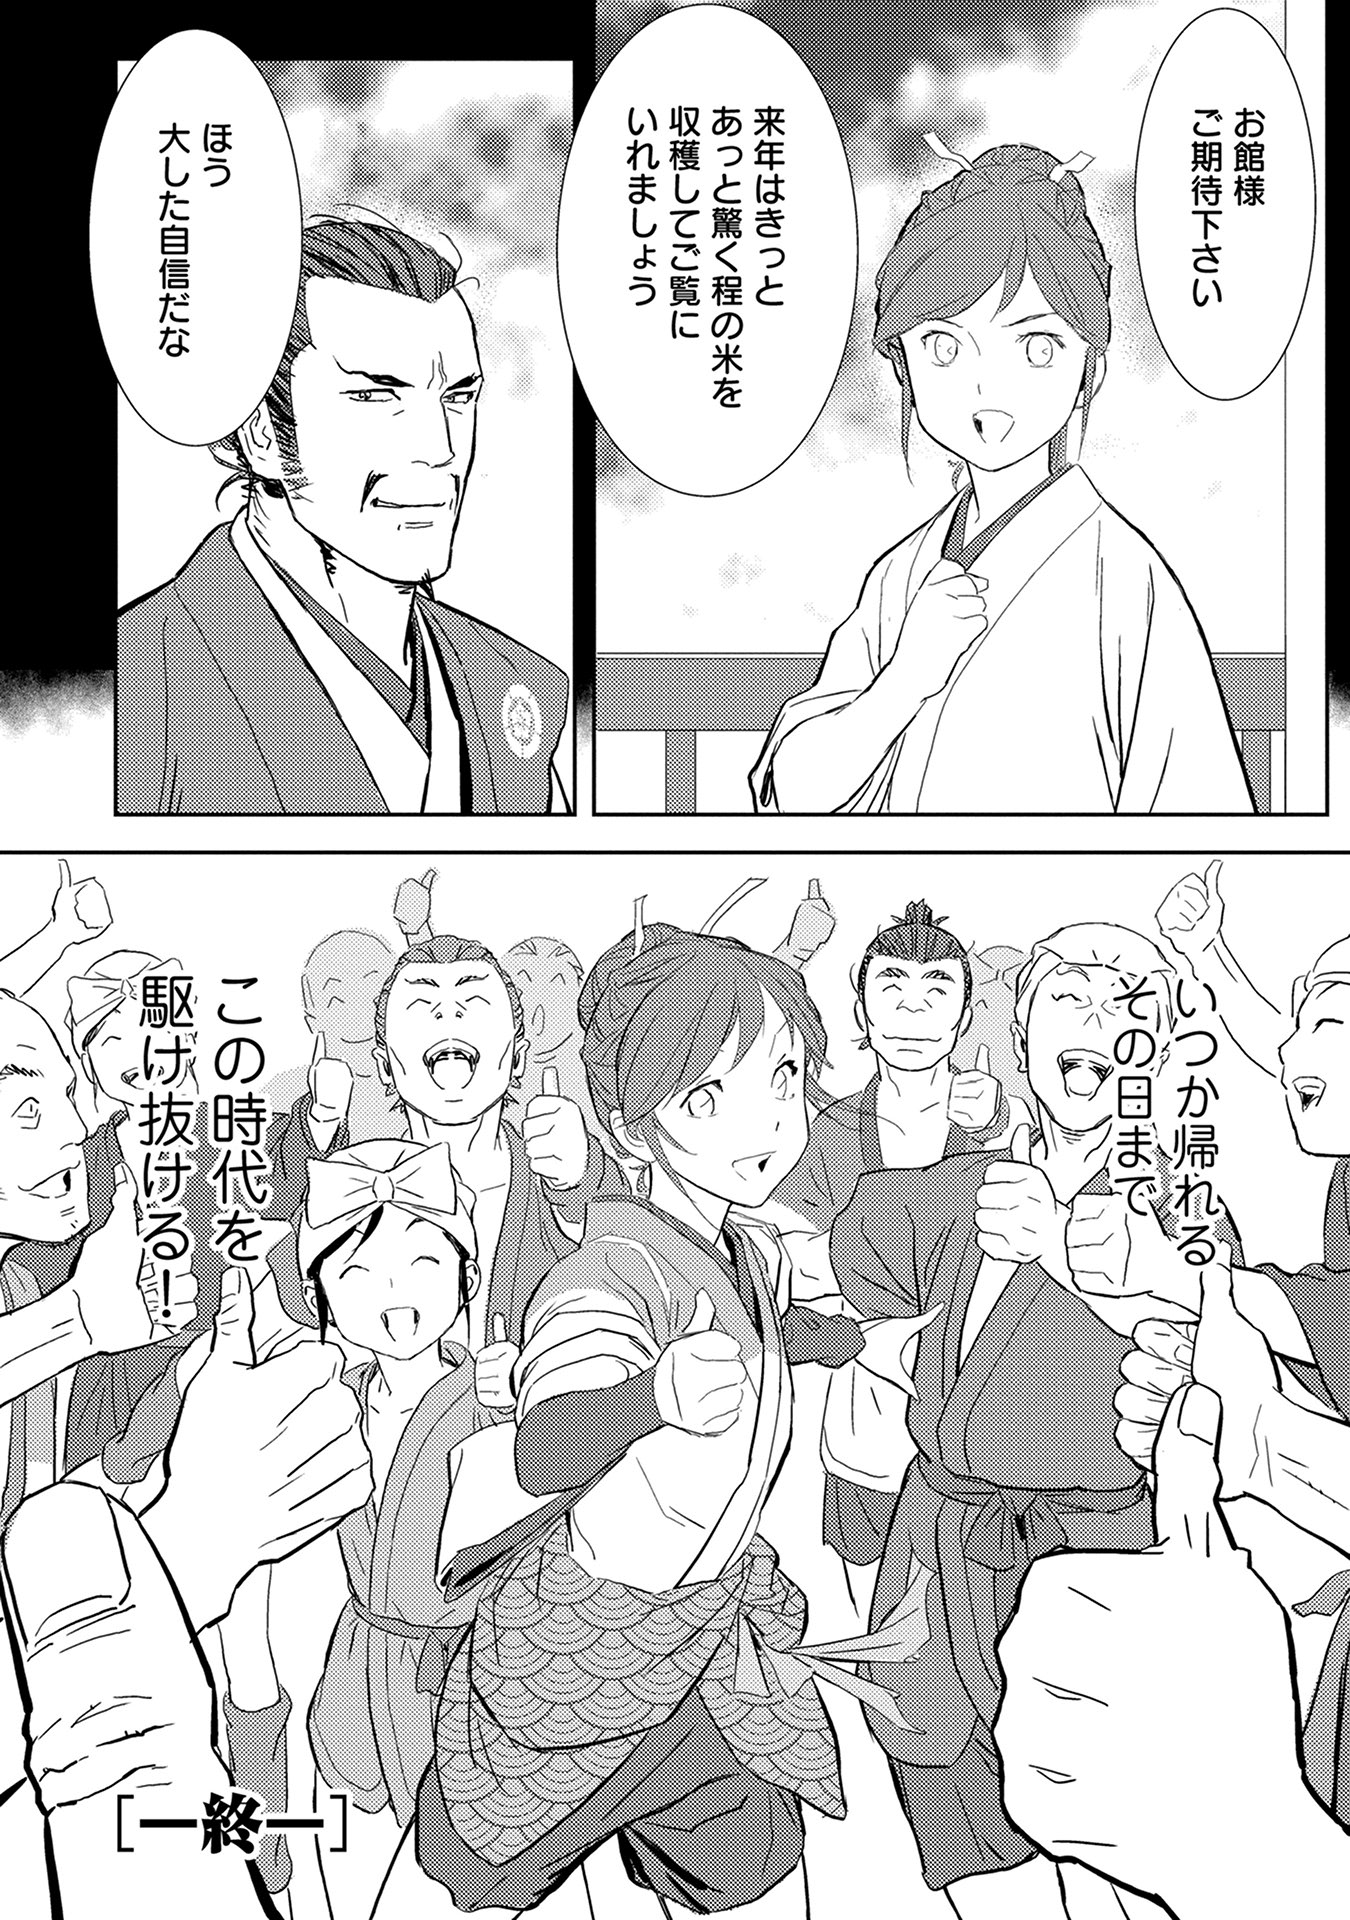 お館様
ご期待下さい
来年はきっと
あっと驚く程の米を
収穫してご覧に
いれましょう
ほう
大した自信だな
いつか帰れる
その日まで
この時代を
駆け抜ける！
［ー終ー］